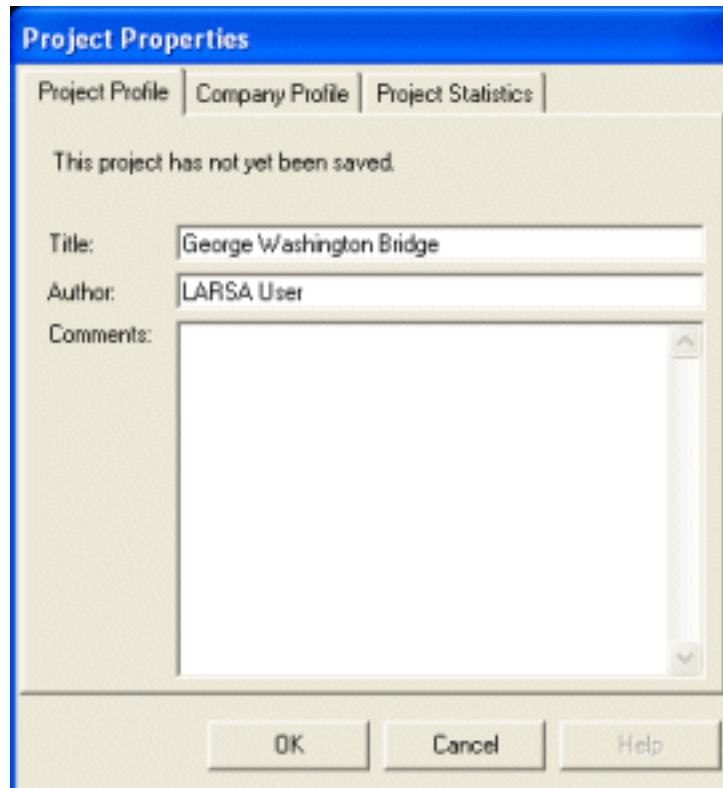 Project Properties
Project Profile Company Profile Project Statistics
This project has not yet been saved.
Title: George Washington Bridge
Author: LARSA User
Comments:
OK Cancel Help